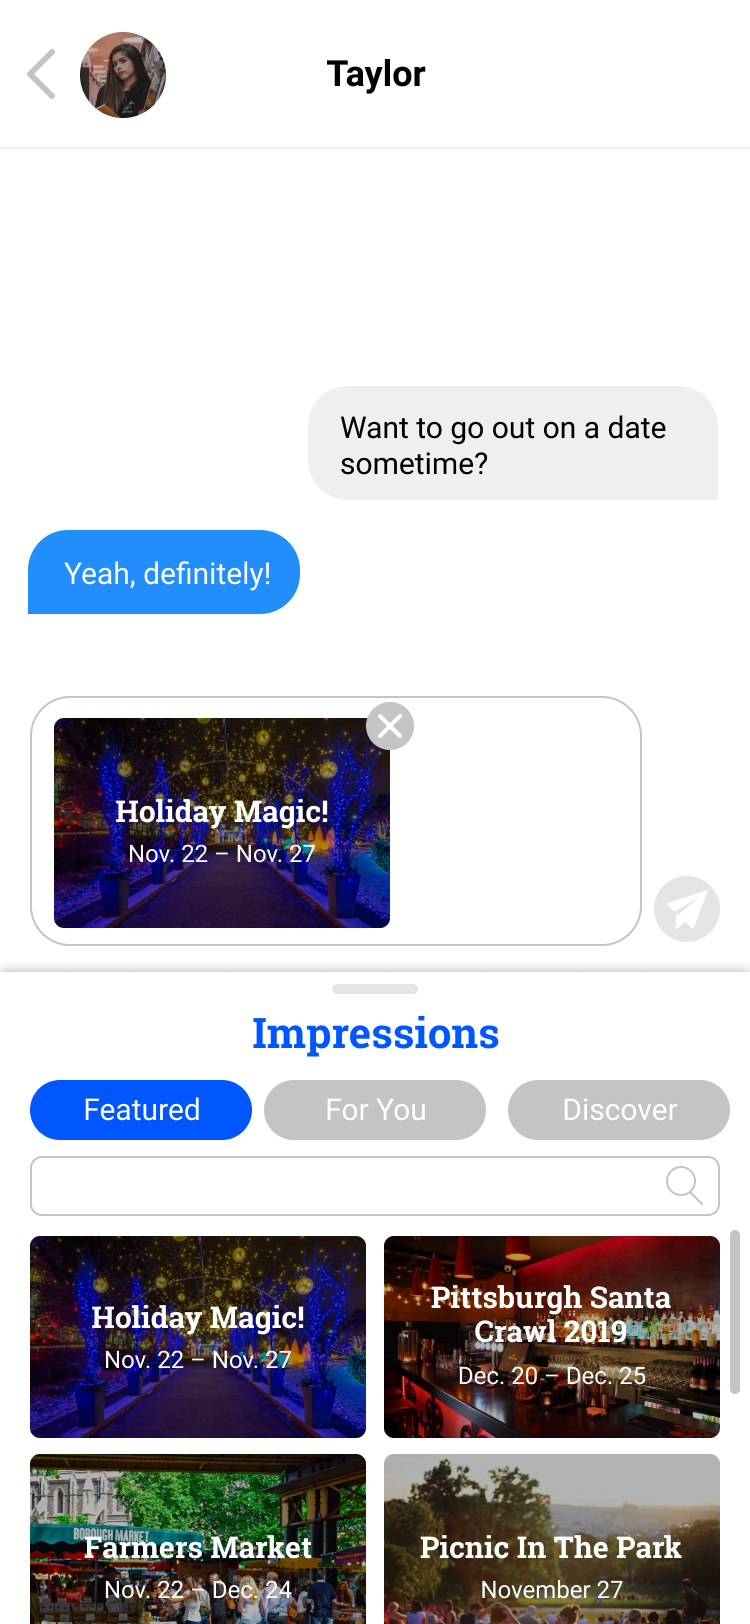 Taylor
Want to go out on a date
sometime?
Yeah, definitely!
Holiday Magic!
Nov. 22 – Nov. 27
Impressions
Featured
For You
Discover
Holiday Magic!
Nov. 22 – Nov. 27
Pittsburgh Santa
Crawl 2019
Dec. 20 – Dec. 25
BOROUGH MARKET
Farmers Market
Nov. 22 – Dec. 24
Picnic In The Park
November 27